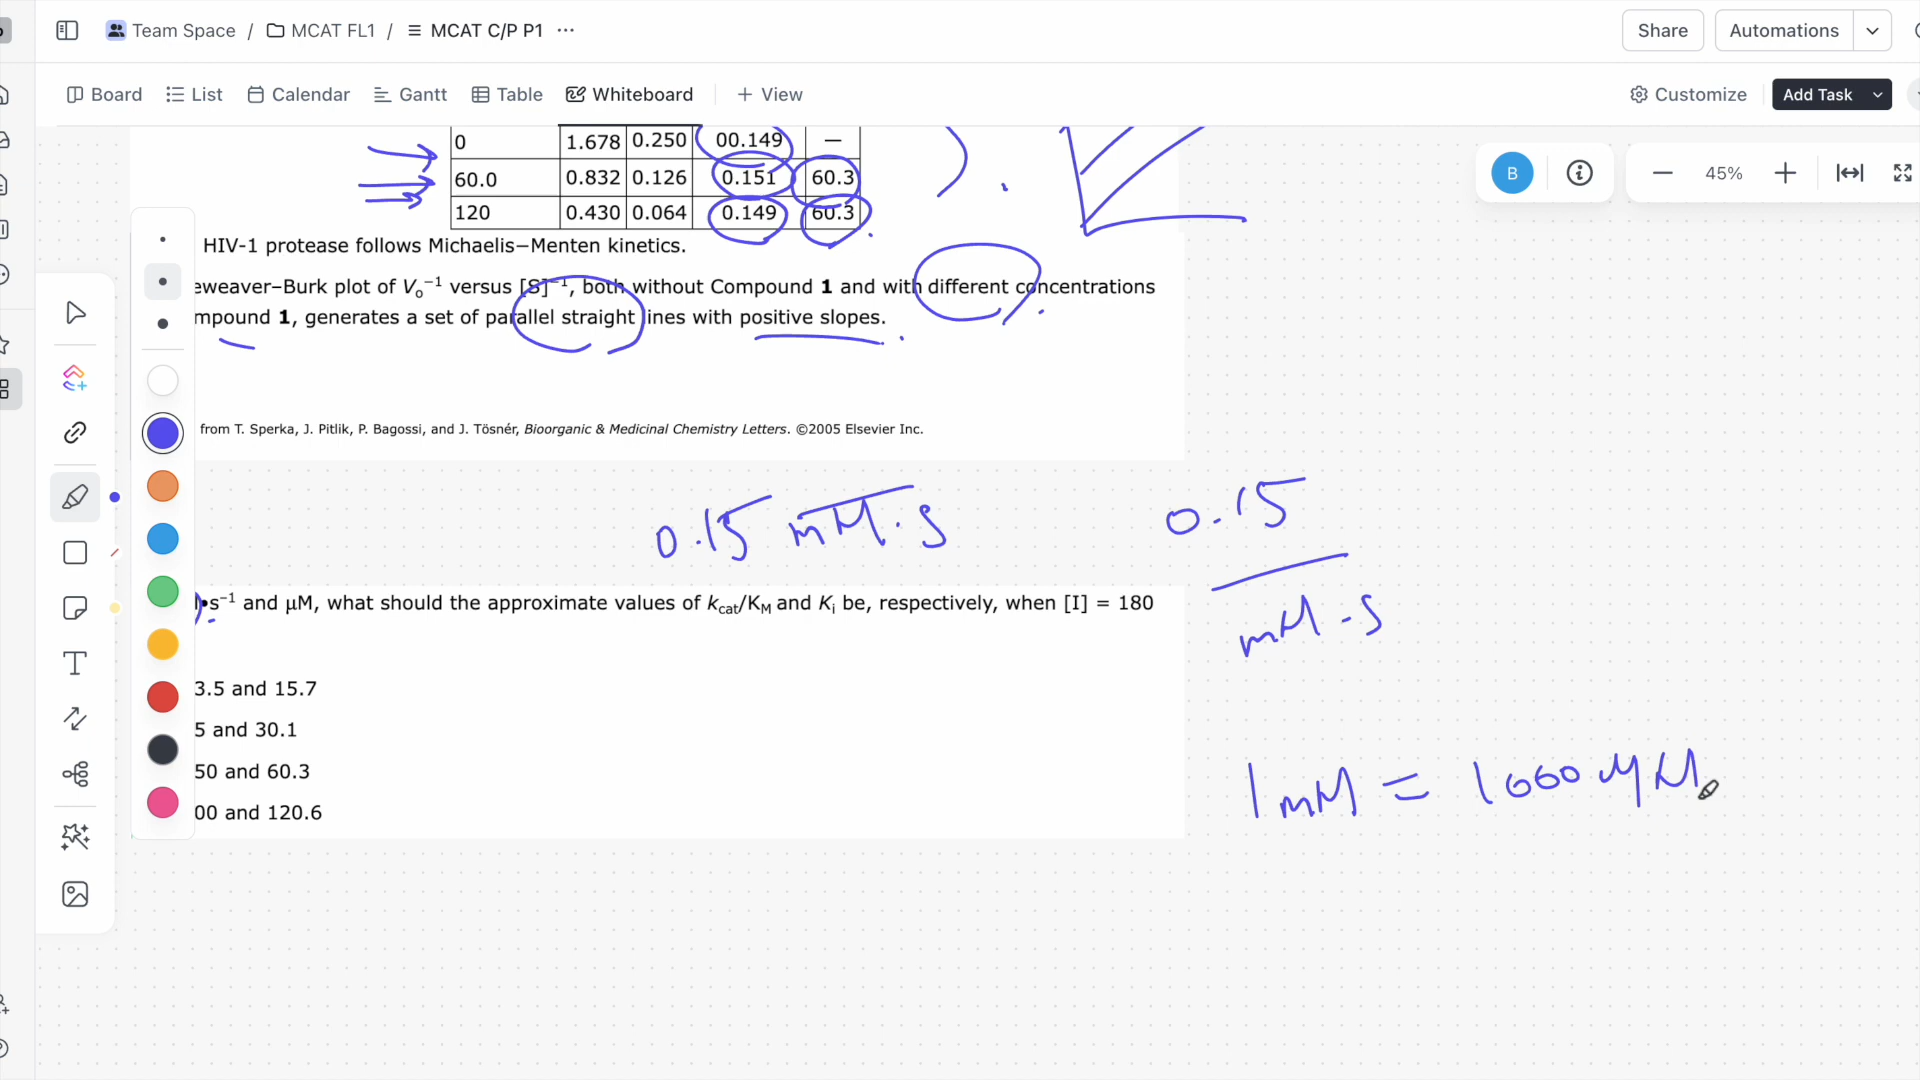 Team Space / MCAT FL1 / MCAT C/P P1 ...
Share
Automations
Board
List
Calendar
Gantt
Table
Whiteboard
+ View
Customize
Add Task
0 1.678 0.250 00.149 —
60.0 0.832 0.126 0.151 60.3
120 0.430 0.064 0.149 60.3
B
45%
HIV-1 protease follows Michaelis–Menten kinetics.
eweaver–Burk plot of Vo⁻¹ versus [S]⁻¹, both without Compound 1 and with different concentrations
mpound 1, generates a set of parallel straight lines with positive slopes.
from T. Sperka, J. Pitlik, P. Bagossi, and J. Tösnér, Bioorganic & Medicinal Chemistry Letters. ©2005 Elsevier Inc.
0.15 mM·s
0.15
mM·s
•s⁻¹ and μM, what should the approximate values of kcat/KM and Ki be, respectively, when [I] = 180
3.5 and 15.7
5 and 30.1
50 and 60.3
00 and 120.6
1 mM = 1000 μM